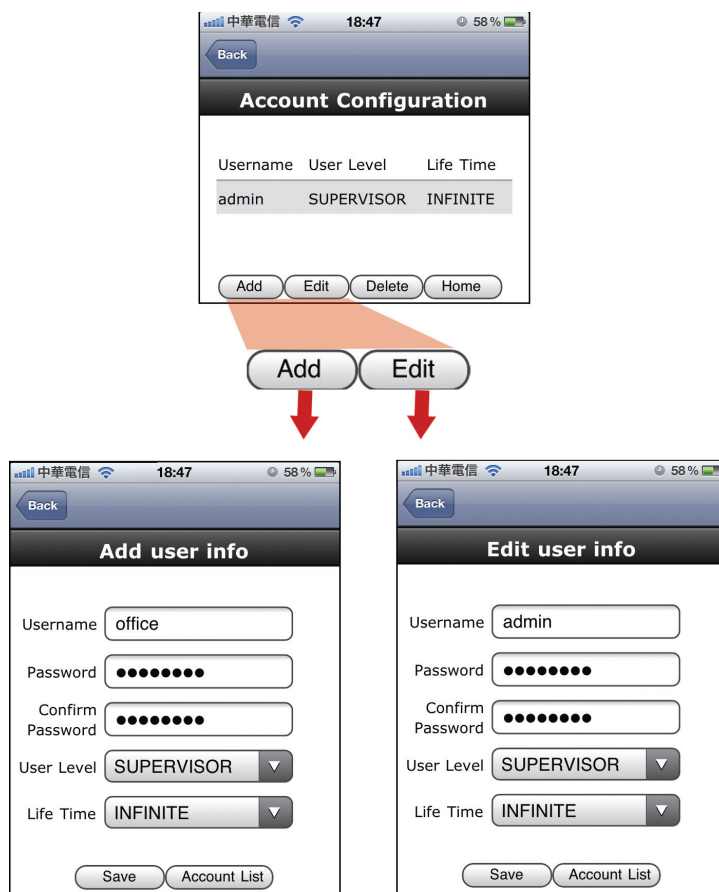 中華電信 18:47 58 %
Back
Account Configuration
Username User Level Life Time
admin SUPERVISOR INFINITE
Add Edit Delete Home
Add Edit
中華電信 18:47 58 %
Back
Add user info
Username office
Password ●●●●●●●●
Confirm
Password ●●●●●●●●
User Level SUPERVISOR
Life Time INFINITE
Save Account List
中華電信 18:47 58 %
Back
Edit user info
Username admin
Password ●●●●●●●●
Confirm
Password ●●●●●●●●
User Level SUPERVISOR
Life Time INFINITE
Save Account List